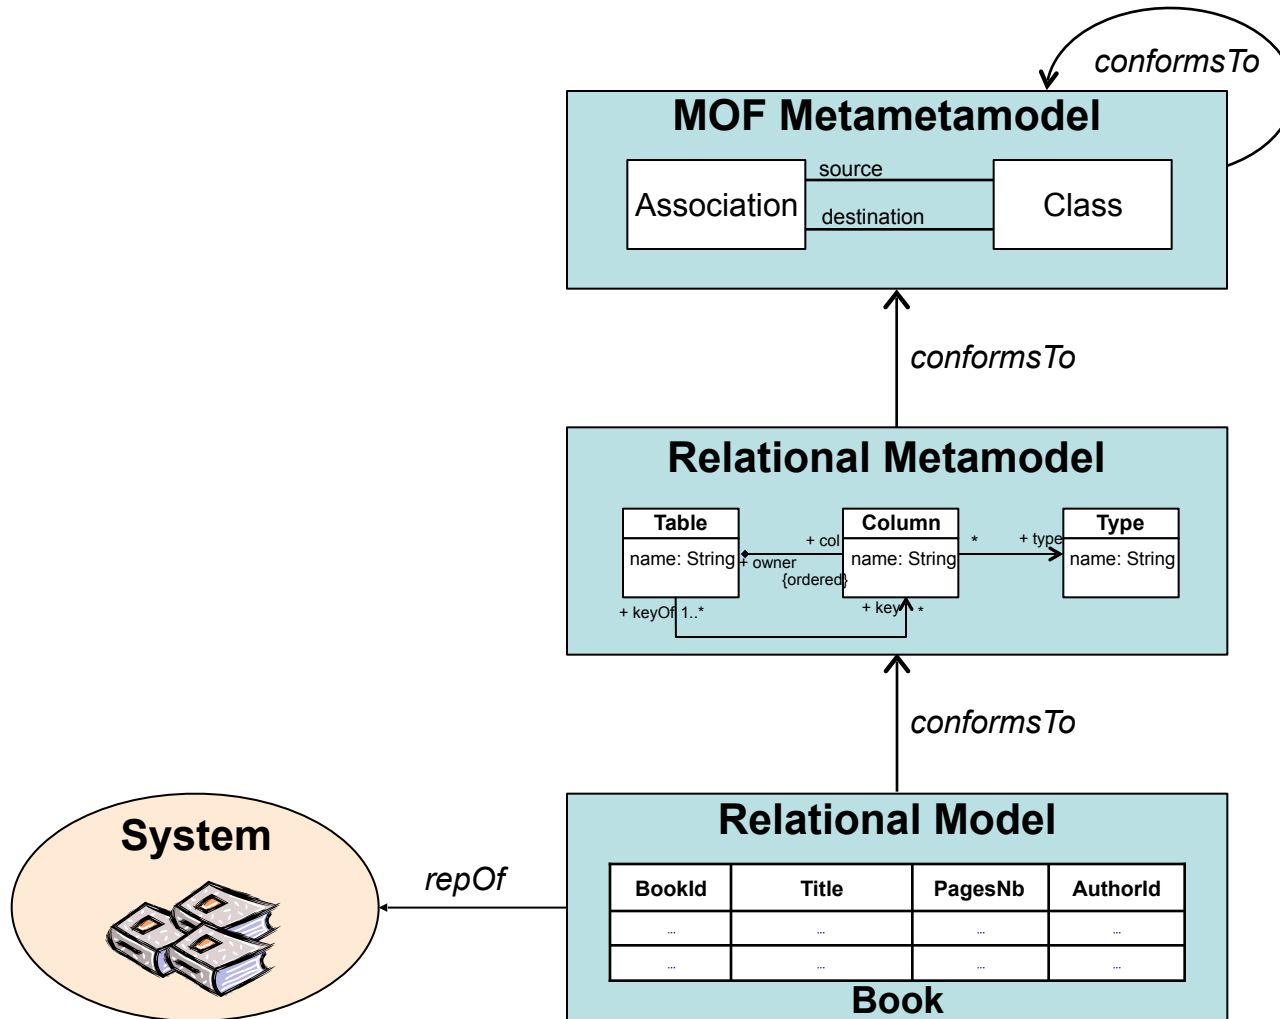 conformsTo
MOF Metametamodel
source
Association
Class
destination
conformsTo
Relational Metamodel
Table
Column
Type
+ col
*
+ type
name: String
+ owner
name: String
name: String
{ordered}
+ keyOf 1..*
+ key
*
conformsTo
System
Relational Model
repOf
BookId Title PagesNb AuthorId
... ... ... ...
... ... ... ...
Book